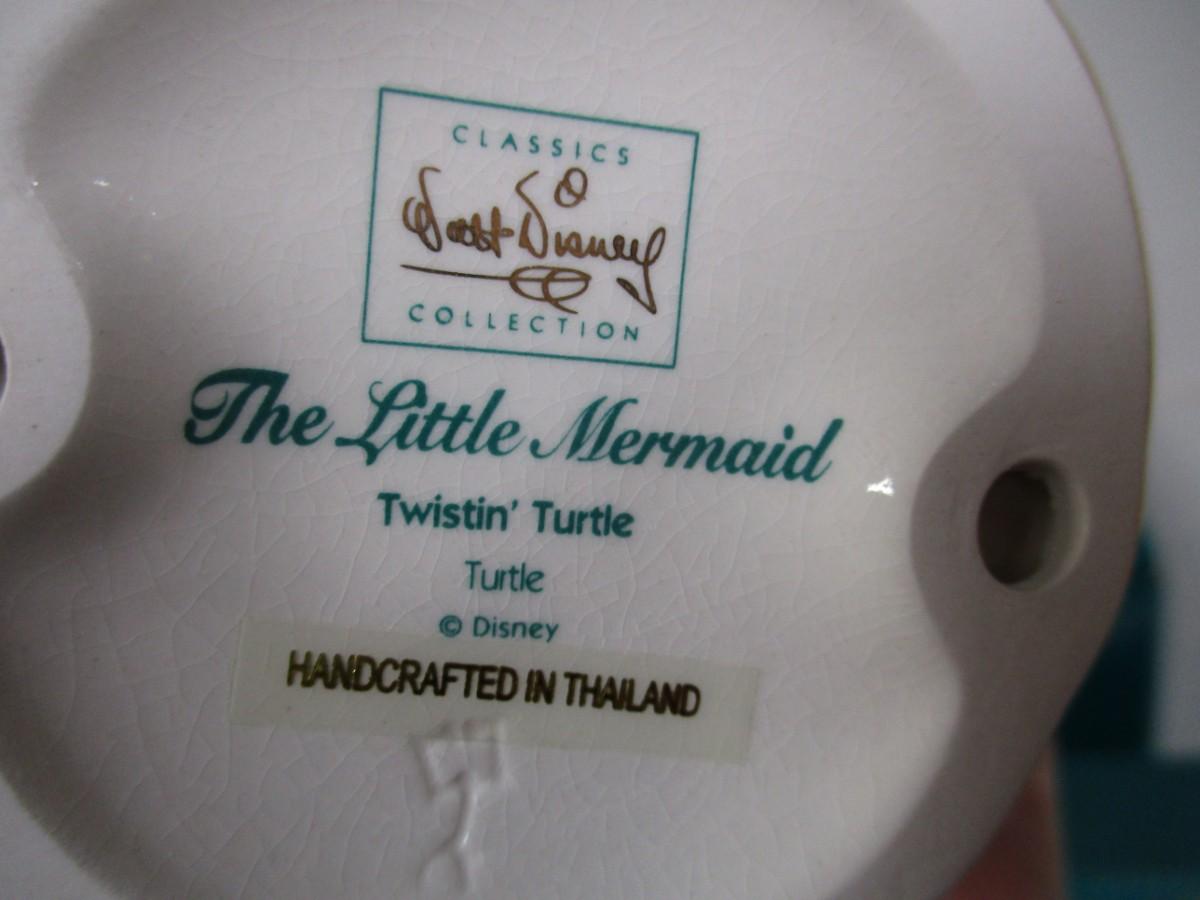 CLASSICS
Walt Disney
COLLECTION
The Little Mermaid
Twistin' Turtle
Turtle
© Disney
HANDCRAFTED IN THAILAND